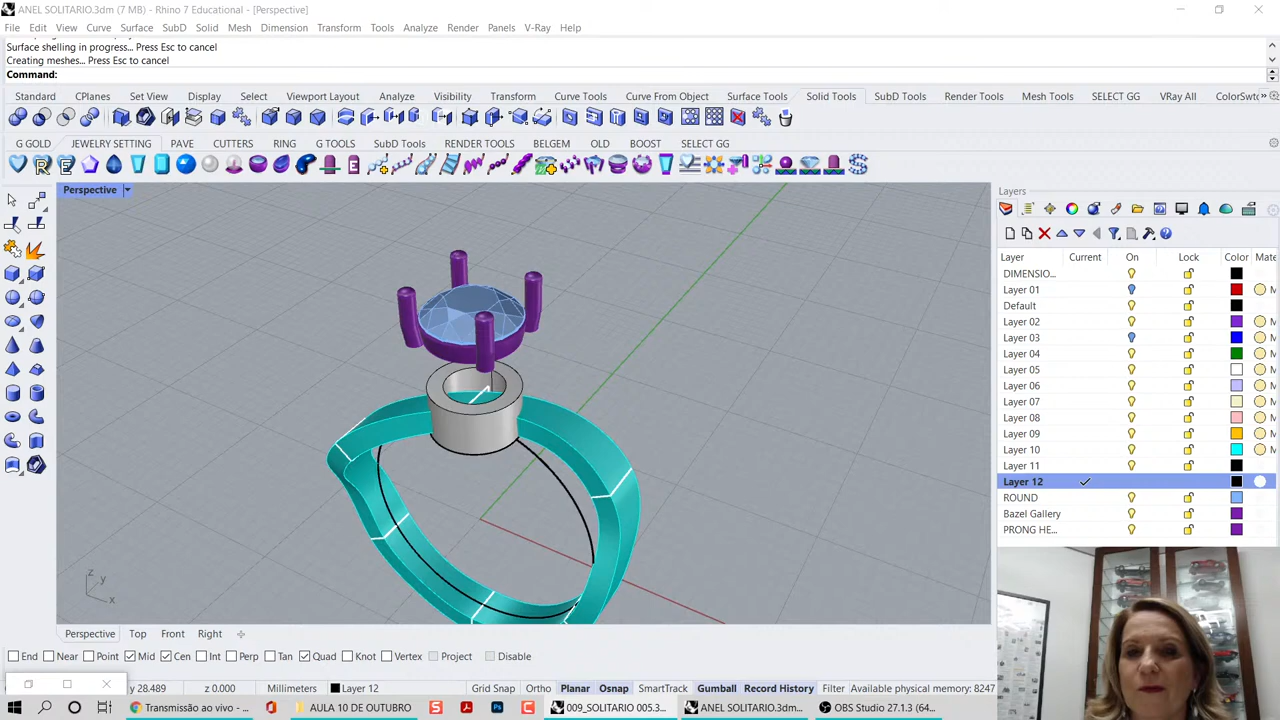 ANEL SOLITARIO.3dm (7 MB) - Rhino 7 Educational - [Perspective]
File Edit View Curve Surface SubD Solid Mesh Dimension Transform Tools Analyze Render Panels V-Ray Help
Surface shelling in progress... Press Esc to cancel
Creating meshes... Press Esc to cancel
Command:
Standard CPlanes Set View Display Select Viewport Layout Analyze Visibility Transform Curve Tools Curve From Object Surface Tools Solid Tools SubD Tools Render Tools Mesh Tools SELECT GG VRay All ColorSwtc »
G GOLD JEWELRY SETTING PAVE CUTTERS RING G TOOLS SubD Tools RENDER TOOLS BELGEM OLD BOOST SELECT GG
Perspective
Layers
Layer Current On Lock Color Mate
DIMENSIO...
Layer 01 M
Default
Layer 02 M
Layer 03 M
Layer 04 M
Layer 05 M
Layer 06 M
Layer 07 M
Layer 08 M
Layer 09 M
Layer 10 M
Layer 11
Layer 12
ROUND
Bazel Gallery
PRONG HE...
z y x
Perspective Top Front Right
End Near Point Mid Cen Int Perp Tan Quad Knot Vertex Project Disable
y 28.489 z 0.000 Millimeters Layer 12 Grid Snap Ortho Planar Osnap SmartTrack Gumball Record History Filter Available physical memory: 8247
Transmissão ao vivo - ... AULA 10 DE OUTUBRO 009_SOLITARIO 005.3... ANEL SOLITARIO.3dm... OBS Studio 27.1.3 (64...